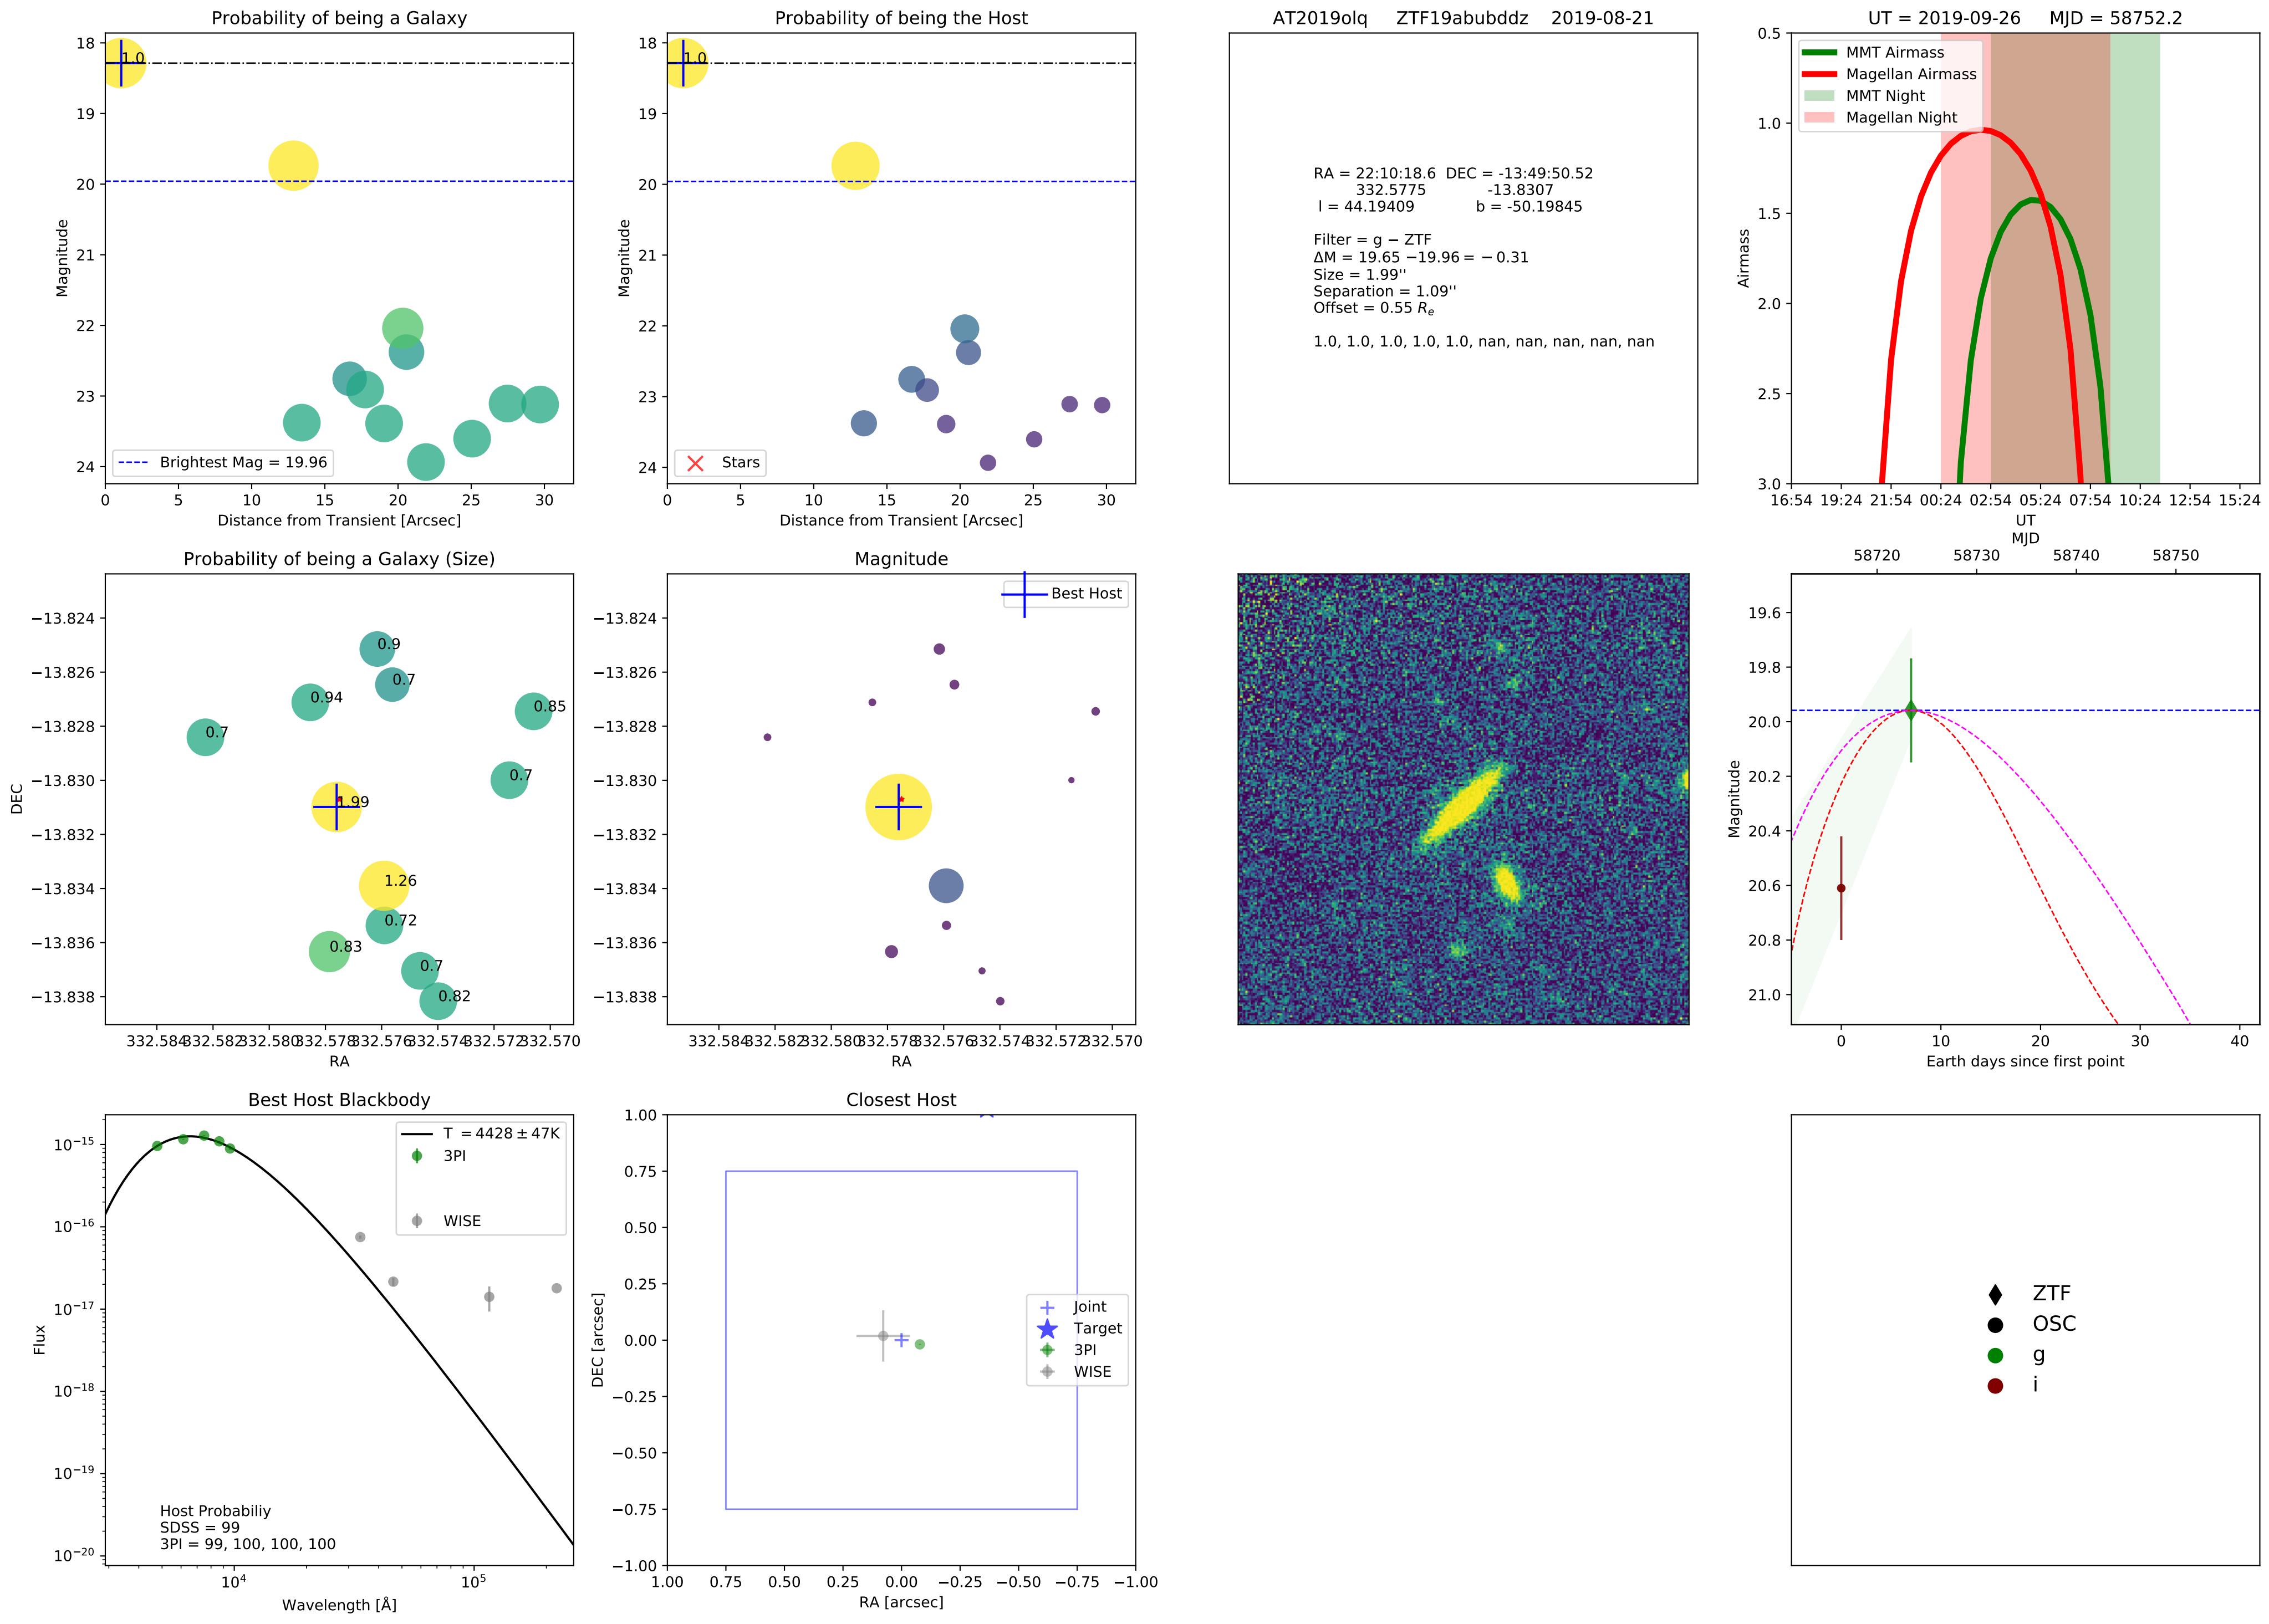 Probability of being a Galaxy
1.0
18
19
20
21
22
23
24
Magnitude
Brightest Mag = 19.96
0
5
10
15
20
25
30
Distance from Transient [Arcsec]
Probability of being the Host
1.0
18
19
20
21
22
23
24
Magnitude
Stars
0
5
10
15
20
25
30
Distance from Transient [Arcsec]
AT2019olq ZTF19abubddz 2019-08-21
RA = 22:10:18.6 DEC = -13:49:50.52
332.5775 -13.8307
l = 44.19409 b = -50.19845
Filter = g − ZTF
ΔM = 19.65 −19.96 = −0.31
Size = 1.99''
Separation = 1.09''
Offset = 0.55 Re
1.0, 1.0, 1.0, 1.0, 1.0, nan, nan, nan, nan, nan
UT = 2019-09-26 MJD = 58752.2
MMT Airmass
Magellan Airmass
MMT Night
Magellan Night
0.5
1.0
1.5
2.0
2.5
3.0
Airmass
16:54
19:24
21:54
00:24
02:54
05:24
07:54
10:24
12:54
15:24
UT
Probability of being a Galaxy (Size)
−13.824
−13.826
−13.828
−13.830
−13.832
−13.834
−13.836
−13.838
DEC
0.9
0.7
0.94
0.85
0.7
0.7
1.99
1.26
0.72
0.83
0.7
0.82
332.584
332.582
332.580
332.578
332.576
332.574
332.572
332.570
RA
Magnitude
Best Host
−13.824
−13.826
−13.828
−13.830
−13.832
−13.834
−13.836
−13.838
332.584
332.582
332.580
332.578
332.576
332.574
332.572
332.570
RA
MJD
58720
58730
58740
58750
19.6
19.8
20.0
20.2
20.4
20.6
20.8
21.0
Magnitude
0
10
20
30
40
Earth days since first point
Best Host Blackbody
T = 4428 ± 47K
3PI
WISE
10−15
10−16
10−17
10−18
10−19
10−20
Flux
Host Probabiliy
SDSS = 99
3PI = 99, 100, 100, 100
104
105
Wavelength [Å]
Closest Host
1.00
0.75
0.50
0.25
0.00
−0.25
−0.50
−0.75
−1.00
DEC [arcsec]
Joint
Target
3PI
WISE
1.00
0.75
0.50
0.25
0.00
−0.25
−0.50
−0.75
−1.00
RA [arcsec]
ZTF
OSC
g
i